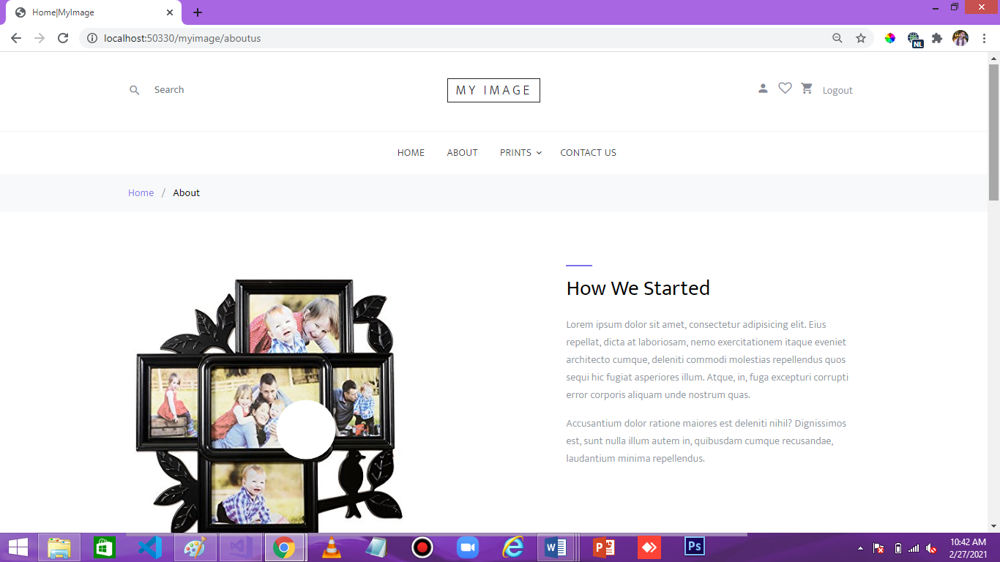 Home|MyImage
localhost:50330/myimage/aboutus
NL
Search
MY IMAGE
Logout
HOME ABOUT PRINTS CONTACT US
Home / About
How We Started
Lorem ipsum dolor sit amet, consectetur adipisicing elit. Eius
repellat, dicta at laboriosam, nemo exercitationem itaque eveniet
architecto cumque, deleniti commodi molestias repellendus quos
sequi hic fugiat asperiores illum. Atque, in, fuga excepturi corrupti
error corporis aliquam unde nostrum quas.
Accusantium dolor ratione maiores est deleniti nihil? Dignissimos
est, sunt nulla illum autem in, quibusdam cumque recusandae,
laudantium minima repellendus.
Ps
10:42 AM
2/27/2021